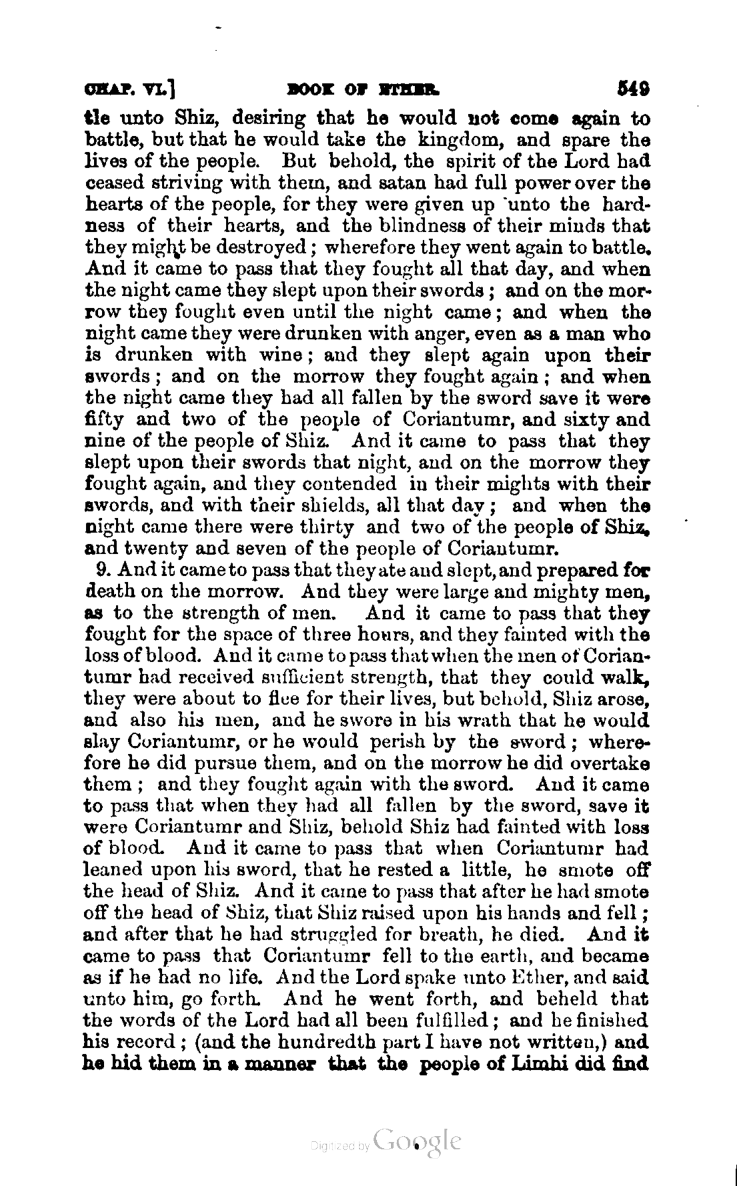 CHAP. VI.] BOOK OF ETHER. 549
tle unto Shiz, desiring that he would not come again to
battle, but that he would take the kingdom, and spare the
lives of the people. But behold, the spirit of the Lord had
ceased striving with them, and satan had full power over the
hearts of the people, for they were given up unto the hard-
ness of their hearts, and the blindness of their minds that
they might be destroyed; wherefore they went again to battle.
And it came to pass that they fought all that day, and when
the night came they slept upon their swords; and on the mor-
row they fought even until the night came; and when the
night came they were drunken with anger, even as a man who
is drunken with wine; and they slept again upon their
swords; and on the morrow they fought again; and when
the night came they had all fallen by the sword save it were
fifty and two of the people of Coriantumr, and sixty and
nine of the people of Shiz. And it came to pass that they
slept upon their swords that night, and on the morrow they
fought again, and they contended in their mights with their
swords, and with their shields, all that day; and when the
night came there were thirty and two of the people of Shiz,
and twenty and seven of the people of Coriantumr.
9. And it came to pass that they ate and slept, and prepared for
death on the morrow. And they were large and mighty men,
as to the strength of men. And it came to pass that they
fought for the space of three hours, and they fainted with the
loss of blood. And it came to pass that when the men of Corian-
tumr had received sufficient strength, that they could walk,
they were about to flee for their lives, but behold, Shiz arose,
and also his men, and he swore in his wrath that he would
slay Coriantumr, or he would perish by the sword; where-
fore he did pursue them, and on the morrow he did overtake
them; and they fought again with the sword. And it came
to pass that when they had all fallen by the sword, save it
were Coriantumr and Shiz, behold Shiz had fainted with loss
of blood. And it came to pass that when Coriantumr had
leaned upon his sword, that he rested a little, he smote off
the head of Shiz. And it came to pass that after he had smote
off the head of Shiz, that Shiz raised upon his hands and fell;
and after that he had struggled for breath, he died. And it
came to pass that Coriantumr fell to the earth, and became
as if he had no life. And the Lord spake unto Ether, and said
unto him, go forth. And he went forth, and beheld that
the words of the Lord had all been fulfilled; and he finished
his record; (and the hundredth part I have not written,) and
he hid them in a manner that the people of Limhi did find
Digitized by Google